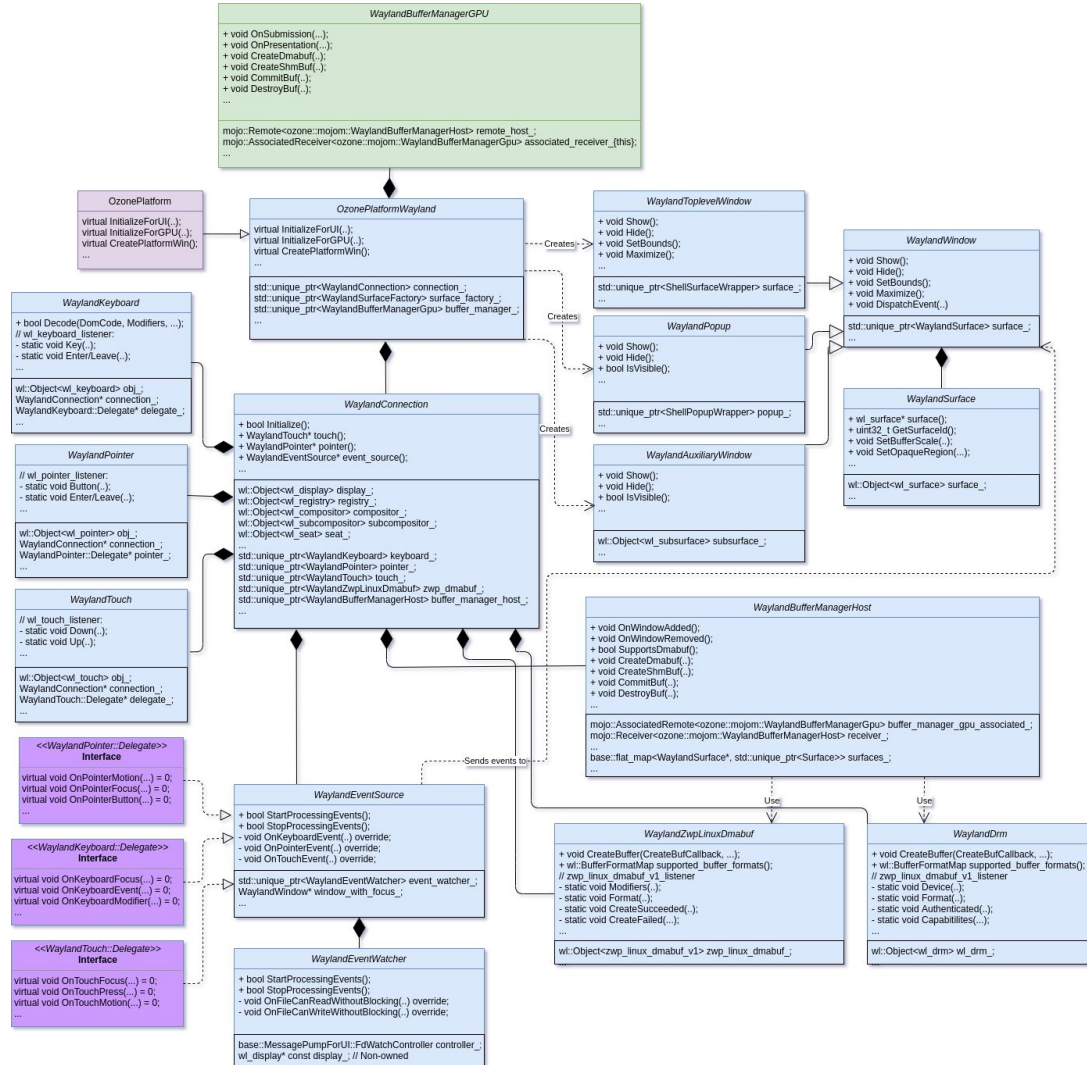 WaylandBufferManagerGPU
+ void OnSubmission(...);
+ void OnPresentation(...);
+ void CreateDmabuf(..);
+ void CreateShmBuf(..);
+ void CommitBuf(..);
+ void DestroyBuf(..);
...
mojo::Remote<ozone::mojom::WaylandBufferManagerHost> remote_host_;
mojo::AssociatedReceiver<ozone::mojom::WaylandBufferManagerGpu> associated_receiver_{this};
...
OzonePlatform
virtual InitializeForUI(..);
virtual InitializeForGPU(..);
virtual CreatePlatformWin();
...
OzonePlatformWayland
virtual InitializeForUI(..);
virtual InitializeForGPU(..);
virtual CreatePlatformWin();
...
std::unique_ptr<WaylandConnection> connection_;
std::unique_ptr<WaylandSurfaceFactory> surface_factory_;
std::unique_ptr<WaylandBufferManagerGpu> buffer_manager_;
...
Creates
Creates
Creates
WaylandToplevelWindow
+ void Show();
+ void Hide();
+ void SetBounds();
+ void Maximize();
...
std::unique_ptr<ShellSurfaceWrapper> surface_;
...
WaylandWindow
+ void Show();
+ void Hide();
+ void SetBounds();
+ void Maximize();
+ void DispatchEvent(..)
std::unique_ptr<WaylandSurface> surface_;
...
WaylandPopup
+ void Show();
+ void Hide();
+ bool IsVisible();
...
std::unique_ptr<ShellPopupWrapper> popup_;
...
WaylandSurface
+ wl_surface* surface();
+ uint32_t GetSurfaceId();
+ void SetBufferScale(..);
+ void SetOpaqueRegion(...);
...
wl::Object<wl_surface> surface_;
...
WaylandAuxiliaryWindow
+ void Show();
+ void Hide();
+ bool IsVisible();
...
wl::Object<wl_subsurface> subsurface_;
...
WaylandKeyboard
+ bool Decode(DomCode, Modifiers, ...);
// wl_keyboard_listener:
- static void Key(..);
- static void Enter/Leave(..);
...
wl::Object<wl_keyboard> obj_;
WaylandConnection* connection_;
WaylandKeyboard::Delegate* delegate_;
...
WaylandConnection
+ bool Initialize();
+ WaylandTouch* touch();
+ WaylandPointer* pointer();
+ WaylandEventSource* event_source();
...
wl::Object<wl_display> display_;
wl::Object<wl_registry> registry_;
wl::Object<wl_compositor> compositor_;
wl::Object<wl_subcompositor> subcompositor_;
wl::Object<wl_seat> seat_;
...
std::unique_ptr<WaylandKeyboard> keyboard_;
std::unique_ptr<WaylandPointer> pointer_;
std::unique_ptr<WaylandTouch> touch_;
std::unique_ptr<WaylandZwpLinuxDmabuf> zwp_dmabuf_;
std::unique_ptr<WaylandBufferManagerHost> buffer_manager_host_;
...
WaylandPointer
// wl_pointer_listener:
- static void Button(..);
- static void Enter/Leave(..);
...
wl::Object<wl_pointer> obj_;
WaylandConnection* connection_;
WaylandPointer::Delegate* pointer_;
...
WaylandTouch
// wl_touch_listener:
- static void Down(..);
- static void Up(..);
...
wl::Object<wl_touch> obj_;
WaylandConnection* connection_;
WaylandTouch::Delegate* delegate_;
...
WaylandBufferManagerHost
+ void OnWindowAdded();
+ void OnWindowRemoved();
+ bool SupportsDmabuf();
+ void CreateDmabuf(..);
+ void CreateShmBuf(..);
+ void CommitBuf(..);
+ void DestroyBuf(..);
...
mojo::AssociatedRemote<ozone::mojom::WaylandBufferManagerGpu> buffer_manager_gpu_associated_;
mojo::Receiver<ozone::mojom::WaylandBufferManagerHost> receiver_;
...
base::flat_map<WaylandSurface*, std::unique_ptr<Surface>> surfaces_;
...
<<WaylandPointer::Delegate>>
Interface
virtual void OnPointerMotion(...) = 0;
virtual void OnPointerFocus(...) = 0;
virtual void OnPointerButton(...) = 0;
...
<<WaylandKeyboard::Delegate>>
Interface
virtual void OnKeyboardFocus(...) = 0;
virtual void OnKeyboardEvent(...) = 0;
virtual void OnKeyboardModifier(...) = 0;
...
<<WaylandTouch::Delegate>>
Interface
virtual void OnTouchFocus(...) = 0;
virtual void OnTouchPress(...) = 0;
virtual void OnTouchMotion(...) = 0;
...
Sends events to
WaylandEventSource
+ bool StartProcessingEvents();
+ bool StopProcessingEvents();
- void OnKeyboardEvent(..) override;
- void OnPointerEvent(..) override;
- void OnTouchEvent(..) override;
std::unique_ptr<WaylandEventWatcher> event_watcher_;
WaylandWindow* window_with_focus_;
...
Use
Use
WaylandZwpLinuxDmabuf
+ void CreateBuffer(CreateBufCallback, ...);
+ wl::BufferFormatMap supported_buffer_formats();
// zwp_linux_dmabuf_v1_listener
- static void Modifiers(..);
- static void Format(..);
- static void CreateSucceeded(..);
- static void CreateFailed(...);
...
wl::Object<zwp_linux_dmabuf_v1> zwp_linux_dmabuf_;
...
WaylandDrm
+ void CreateBuffer(CreateBufCallback, ...);
+ wl::BufferFormatMap supported_buffer_formats();
// zwp_linux_dmabuf_v1_listener
- static void Device(..);
- static void Format(..);
- static void Authenticated(..);
- static void Capabitilites(...);
...
wl::Object<wl_drm> wl_drm_;
...
WaylandEventWatcher
+ bool StartProcessingEvents();
+ bool StopProcessingEvents();
- void OnFileCanReadWithoutBlocking(..) override;
- void OnFileCanWriteWithoutBlocking(..) override;
base::MessagePumpForUI::FdWatchController controller_;
wl_display* const display_; // Non-owned